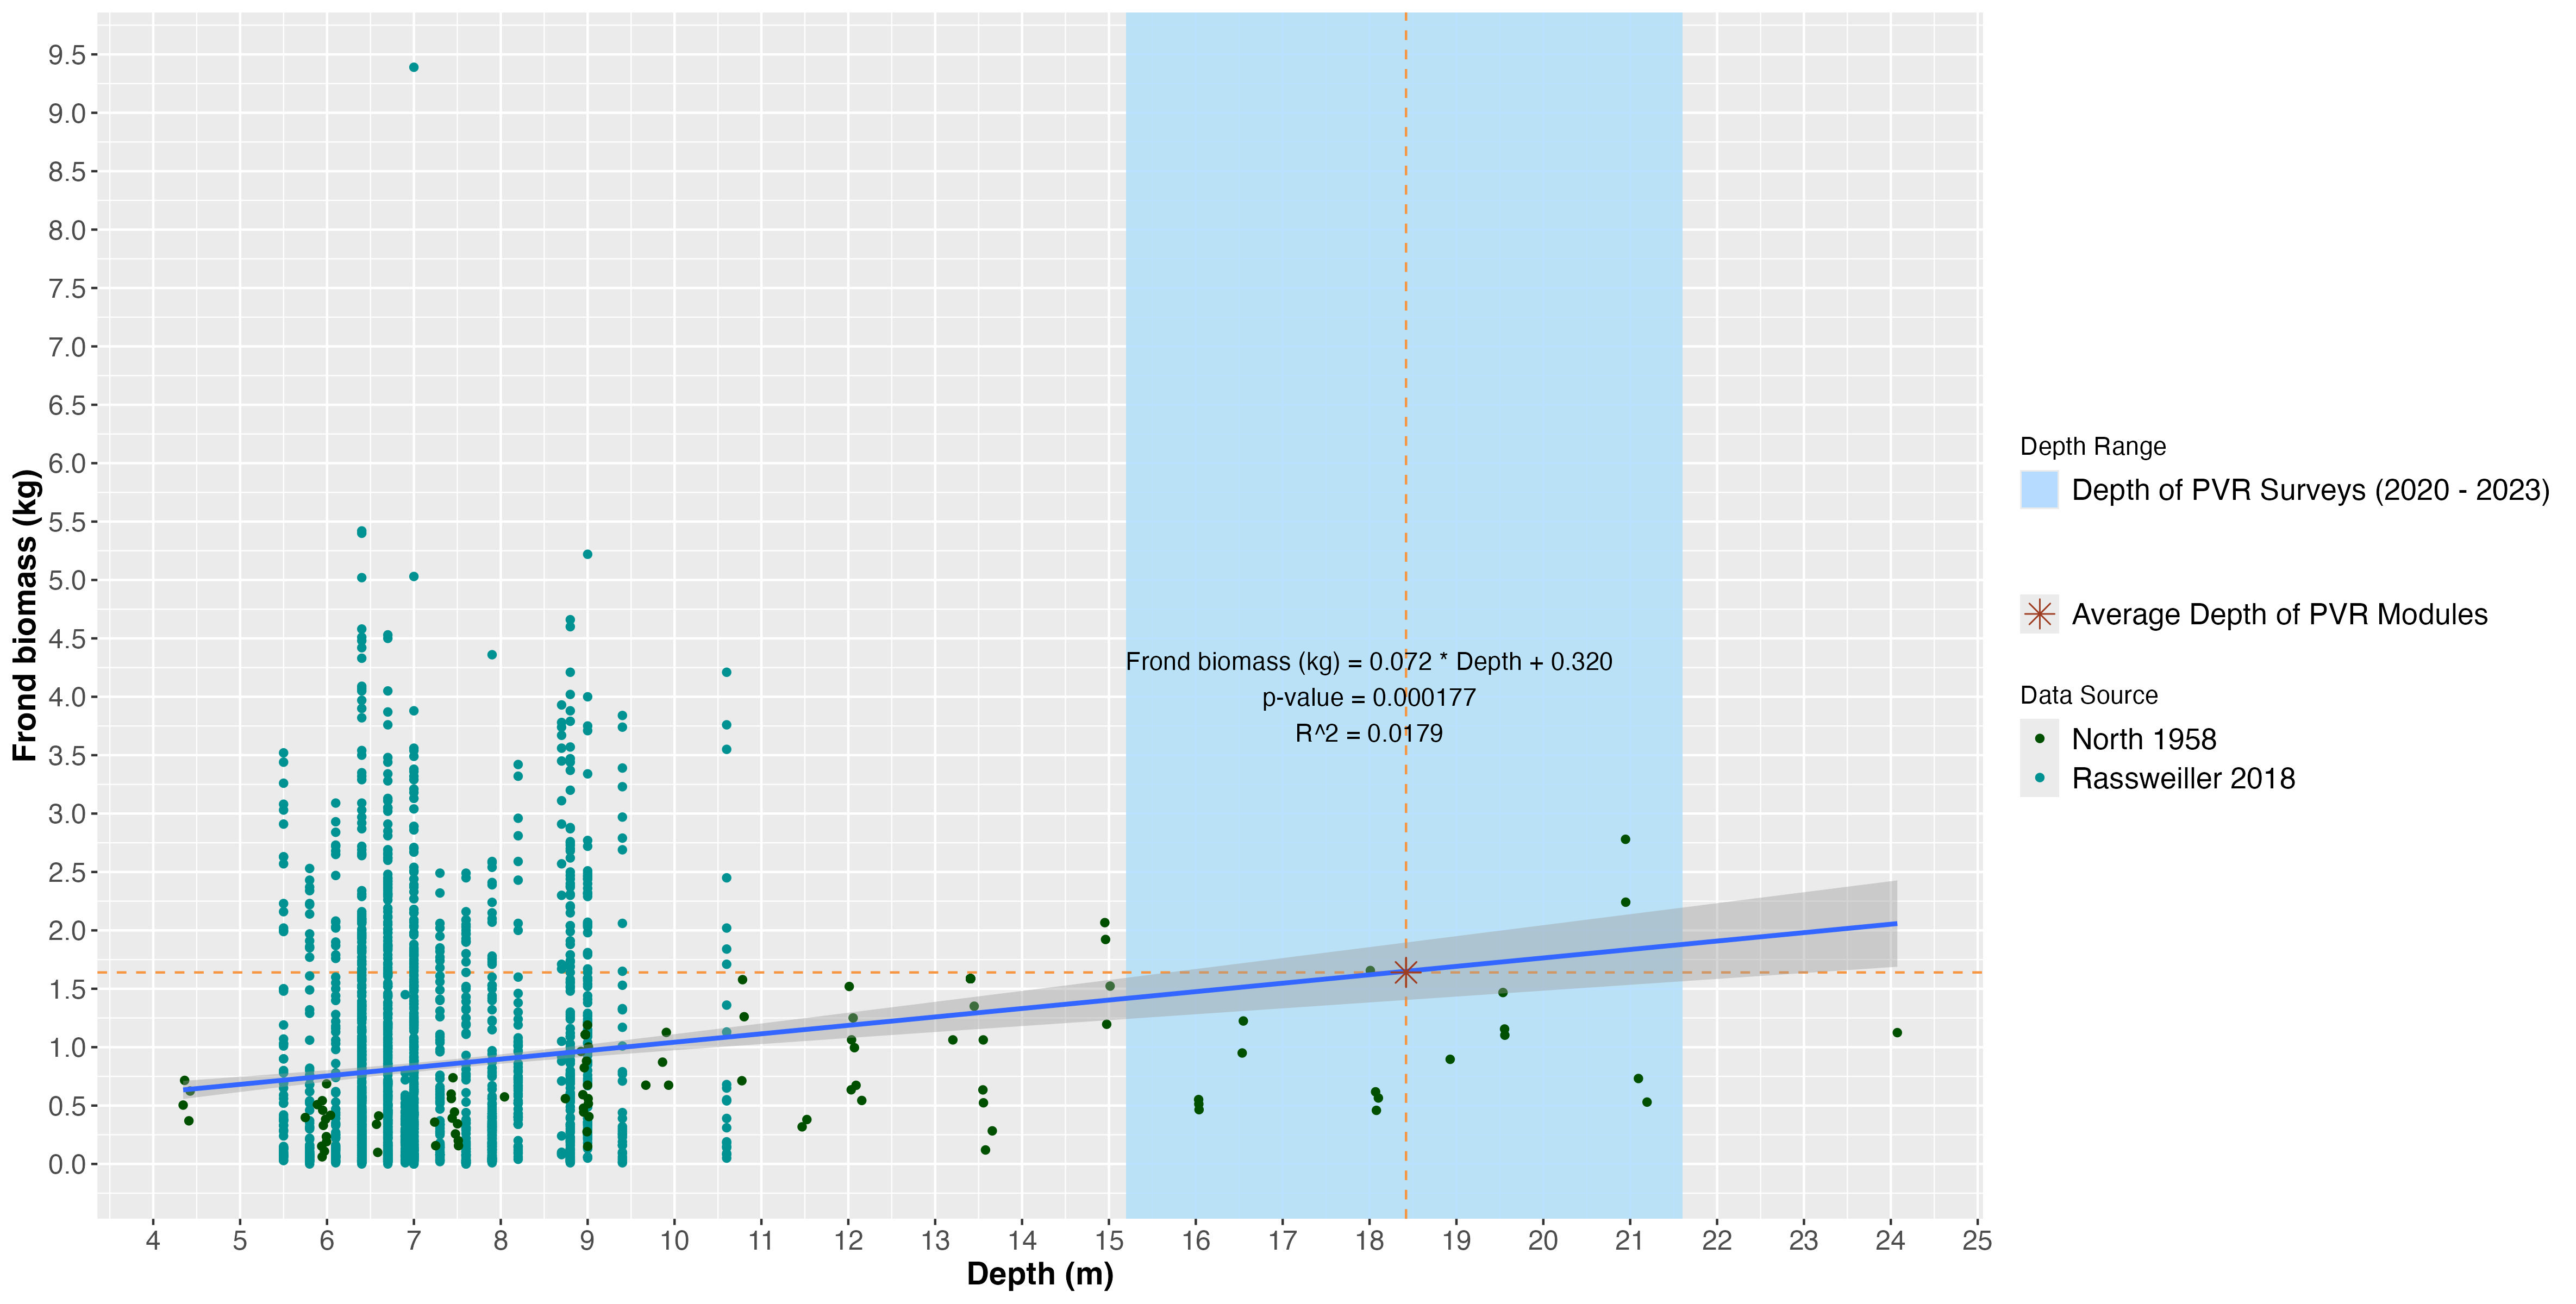 9.5
9.0
8.5
8.0
7.5
7.0
6.5
6.0
5.5
5.0
4.5
4.0
3.5
3.0
2.5
2.0
1.5
1.0
0.5
0.0
Frond biomass (kg)
Frond biomass (kg) = 0.072 * Depth + 0.320
p-value = 0.000177
R^2 = 0.0179
4 5 6 7 8 9 10 11 12 13 14 15 16 17 18 19 20 21 22 23 24 25
Depth (m)
Depth Range
Depth of PVR Surveys (2020 - 2023)
Average Depth of PVR Modules
Data Source
North 1958
Rassweiller 2018